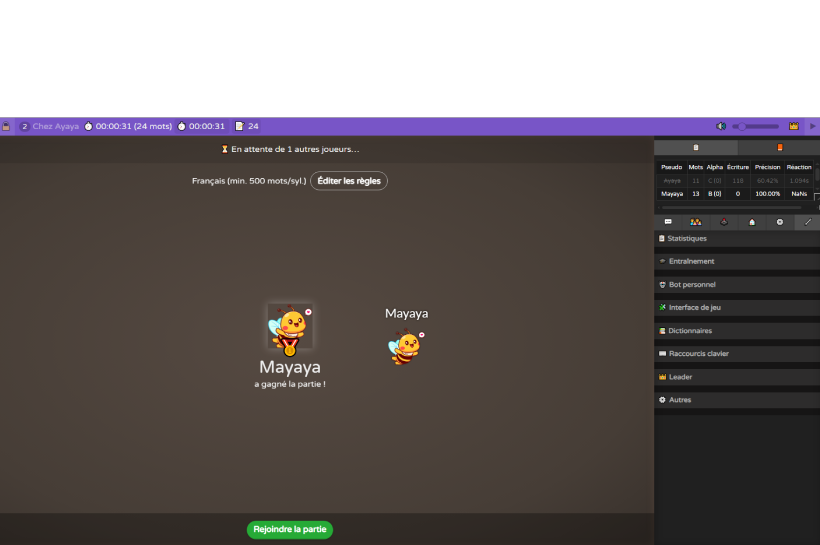 2 Chez Ayaya 00:00:31 (24 mots) 00:00:31 24
En attente de 1 autres joueurs...
Français (min. 500 mots/syl.) Éditer les règles
Mayaya
a gagné la partie !
Mayaya
Rejoindre la partie
Pseudo Mots Alpha Écriture Précision Réaction
Ayaya 11 C (0) 118 60.42% 1.094s
Mayaya 13 B (0) 0 100.00% NaNs
Statistiques
Entraînement
Bot personnel
Interface de jeu
Dictionnaires
Raccourcis clavier
Leader
Autres